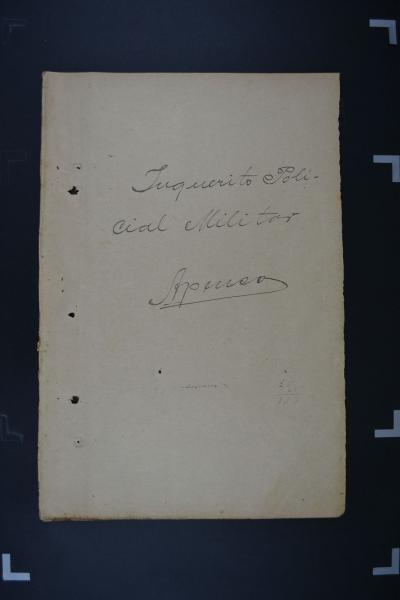 Inquerito Poli-
cial Militar
Apenso